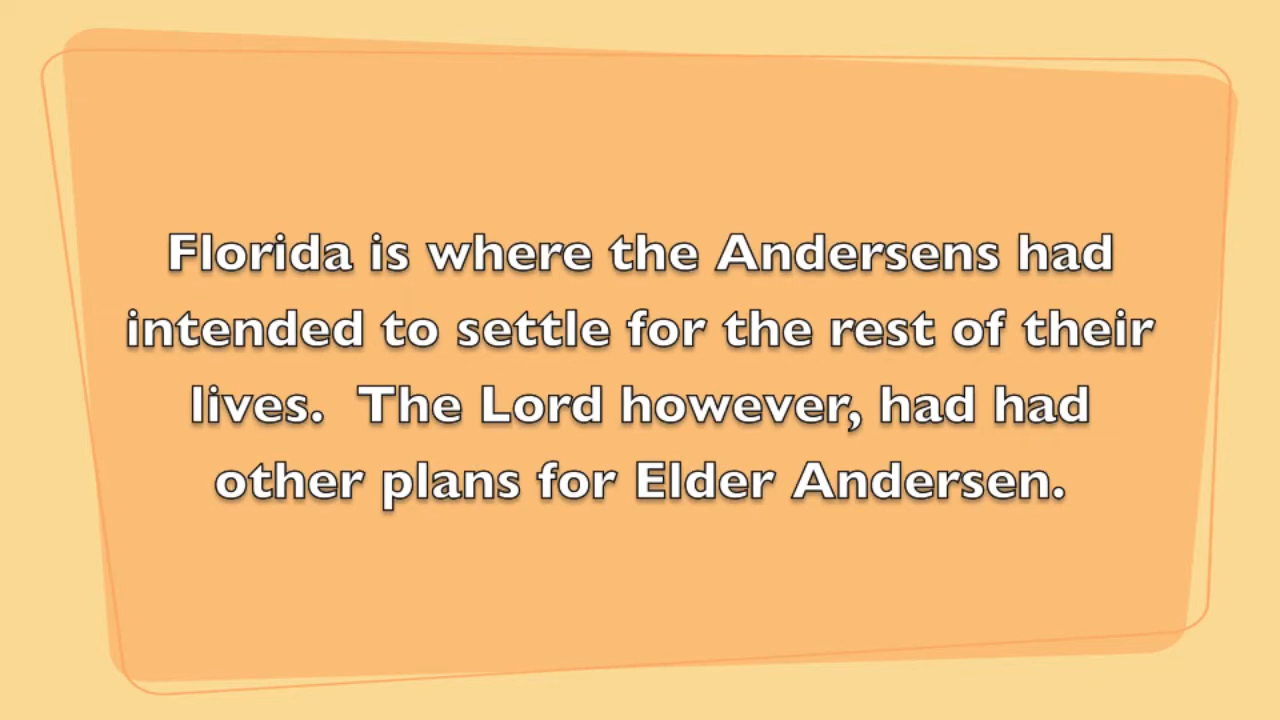 Florida is where the Andersens had
intended to settle for the rest of their
lives.  The Lord however, had had
other plans for Elder Andersen.